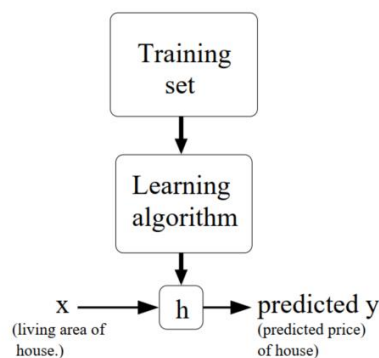 Training
set
Learning
algorithm
x
h
predicted y
(living area of
house.)
(predicted price)
of house)